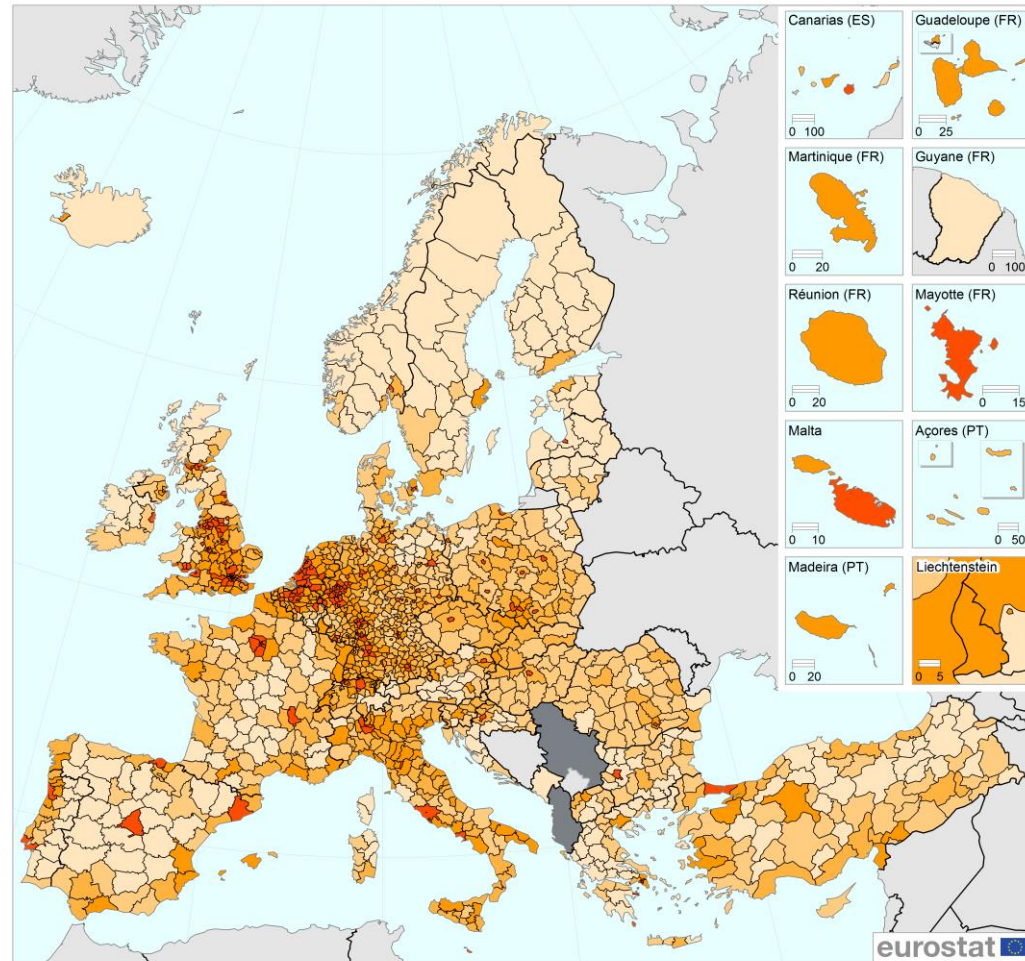 Canarias (ES)
0 100
Guadeloupe (FR)
0 25
Martinique (FR)
0 20
Guyane (FR)
0 100
Réunion (FR)
0 20
Mayotte (FR)
0 15
Malta
0 10
Açores (PT)
0 50
Madeira (PT)
0 20
Liechtenstein
0 5
eurostat